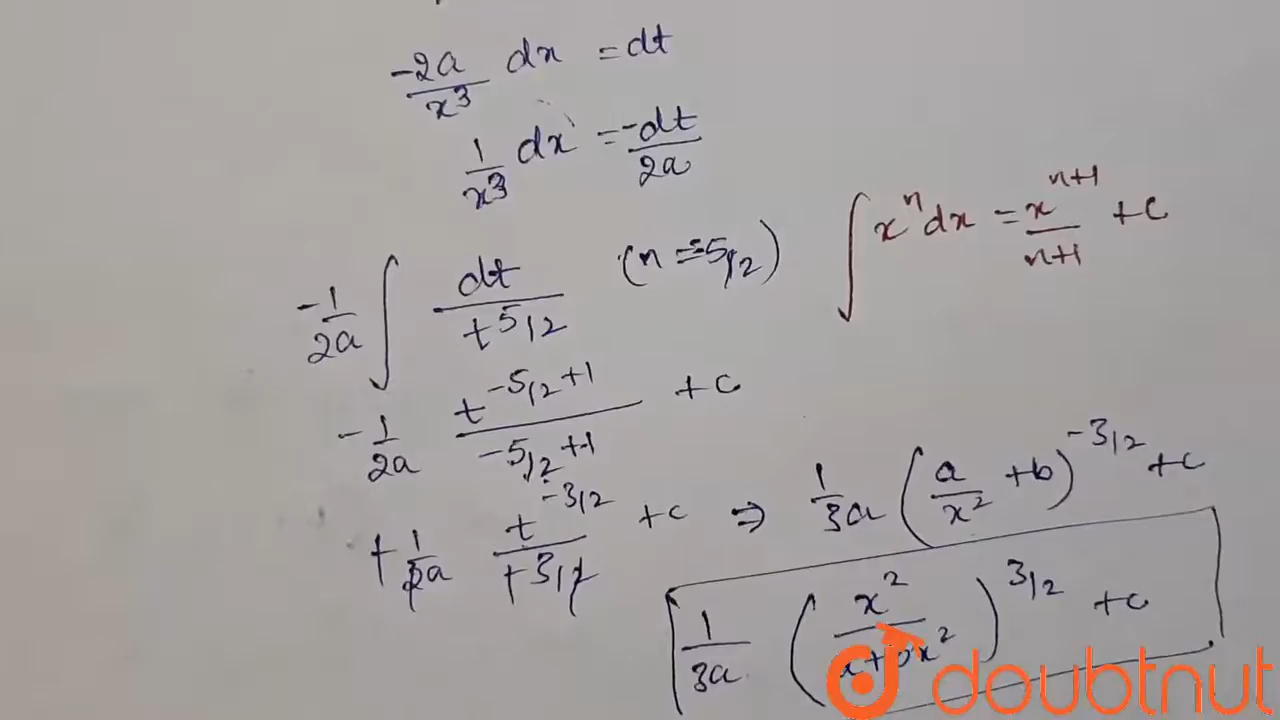 -2a/x³ dx = dt
1/x³ dx = -dt/2a
∫ xⁿ dx = xⁿ⁺¹/n+1 + c
-1/2a ∫ dt/t^5/2 (n = -5/2)
-1/2a t^-5/2+1/-5/2+1 + c
+1/2a t^-3/2/+3/2 + c ⇒ 1/3a (a/x² + b)^-3/2 + c
1/3a (x²/ x²)^3/2 + c
doubtnut